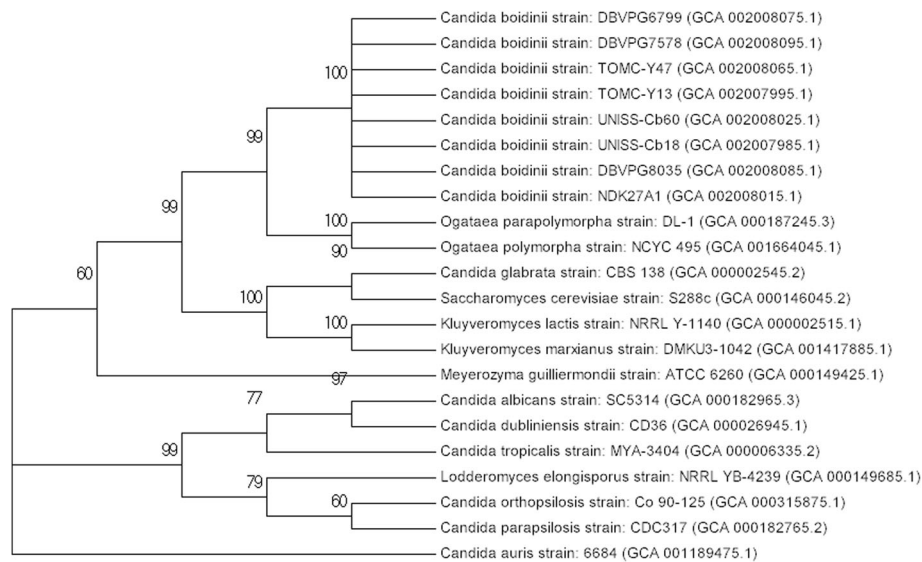 Candida boidinii strain: DBVPG6799 (GCA 002008075.1)
Candida boidinii strain: DBVPG7578 (GCA 002008095.1)
100
Candida boidinii strain: TOMC-Y47 (GCA 002008065.1)
Candida boidinii strain: TOMC-Y13 (GCA 002007995.1)
Candida boidinii strain: UNISS-Cb60 (GCA 002008025.1)
99
Candida boidinii strain: UNISS-Cb18 (GCA 002007985.1)
Candida boidinii strain: DBVPG8035 (GCA 002008085.1)
Candida boidinii strain: NDK27A1 (GCA 002008015.1)
99
100
Ogataea parapolymorpha strain: DL-1 (GCA 000187245.3)
Ogataea polymorpha strain: NCYC 495 (GCA 001664045.1)
90
60
Candida glabrata strain: CBS 138 (GCA 000002545.2)
100
Saccharomyces cerevisiae strain: S288c (GCA 000146045.2)
100
Kluyveromyces lactis strain: NRRL Y-1140 (GCA 000002515.1)
Kluyveromyces marxianus strain: DMKU3-1042 (GCA 001417885.1)
97
Meyerozyma guilliermondii strain: ATCC 6260 (GCA 000149425.1)
77
Candida albicans strain: SC5314 (GCA 000182965.3)
Candida dubliniensis strain: CD36 (GCA 000026945.1)
99
Candida tropicalis strain: MYA-3404 (GCA 000006335.2)
79
Lodderomyces elongisporus strain: NRRL YB-4239 (GCA 000149685.1)
60
Candida orthopsilosis strain: Co 90-125 (GCA 000315875.1)
Candida parapsilosis strain: CDC317 (GCA 000182765.2)
Candida auris strain: 6684 (GCA 001189475.1)